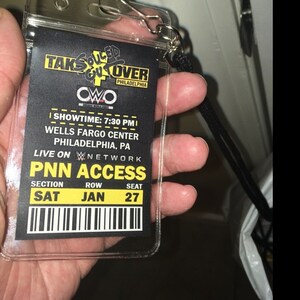 TAKEOVER
PHILADELPHIA
SHOWTIME: 7:30 PM
WELLS FARGO CENTER
PHILADELPHIA, PA
LIVE ON NETWORK
PNN ACCESS
SECTION ROW SEAT
SAT JAN 27